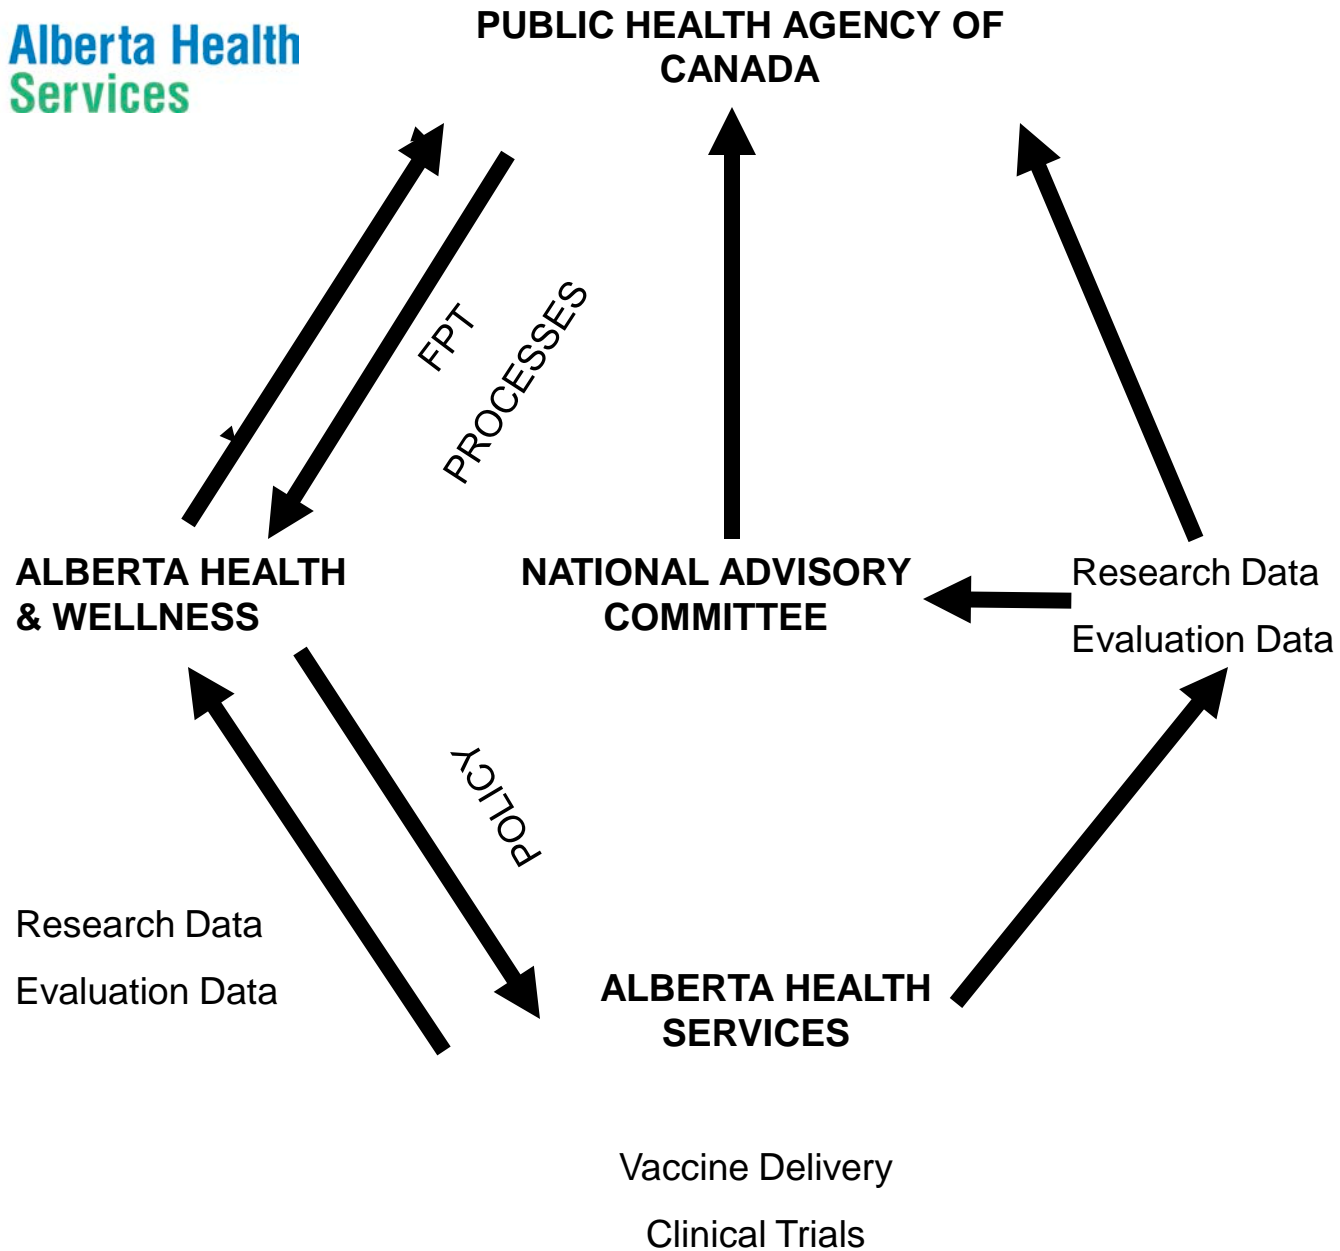 Alberta Health
Services
PUBLIC HEALTH AGENCY OF
CANADA
FPT
PROCESSES
ALBERTA HEALTH
& WELLNESS
NATIONAL ADVISORY
COMMITTEE
Research Data
Evaluation Data
POLICY
Research Data
Evaluation Data
ALBERTA HEALTH
SERVICES
Vaccine Delivery
Clinical Trials